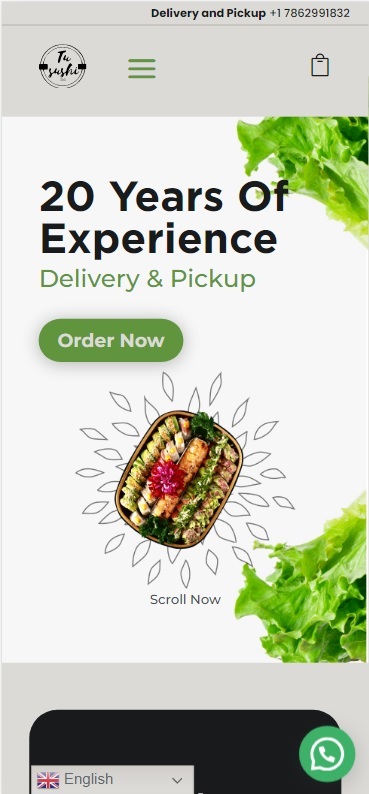 Delivery and Pickup +1 7862991832
Tu
sushi
20 Years Of
Experience
Delivery & Pickup
Order Now
Scroll Now
English